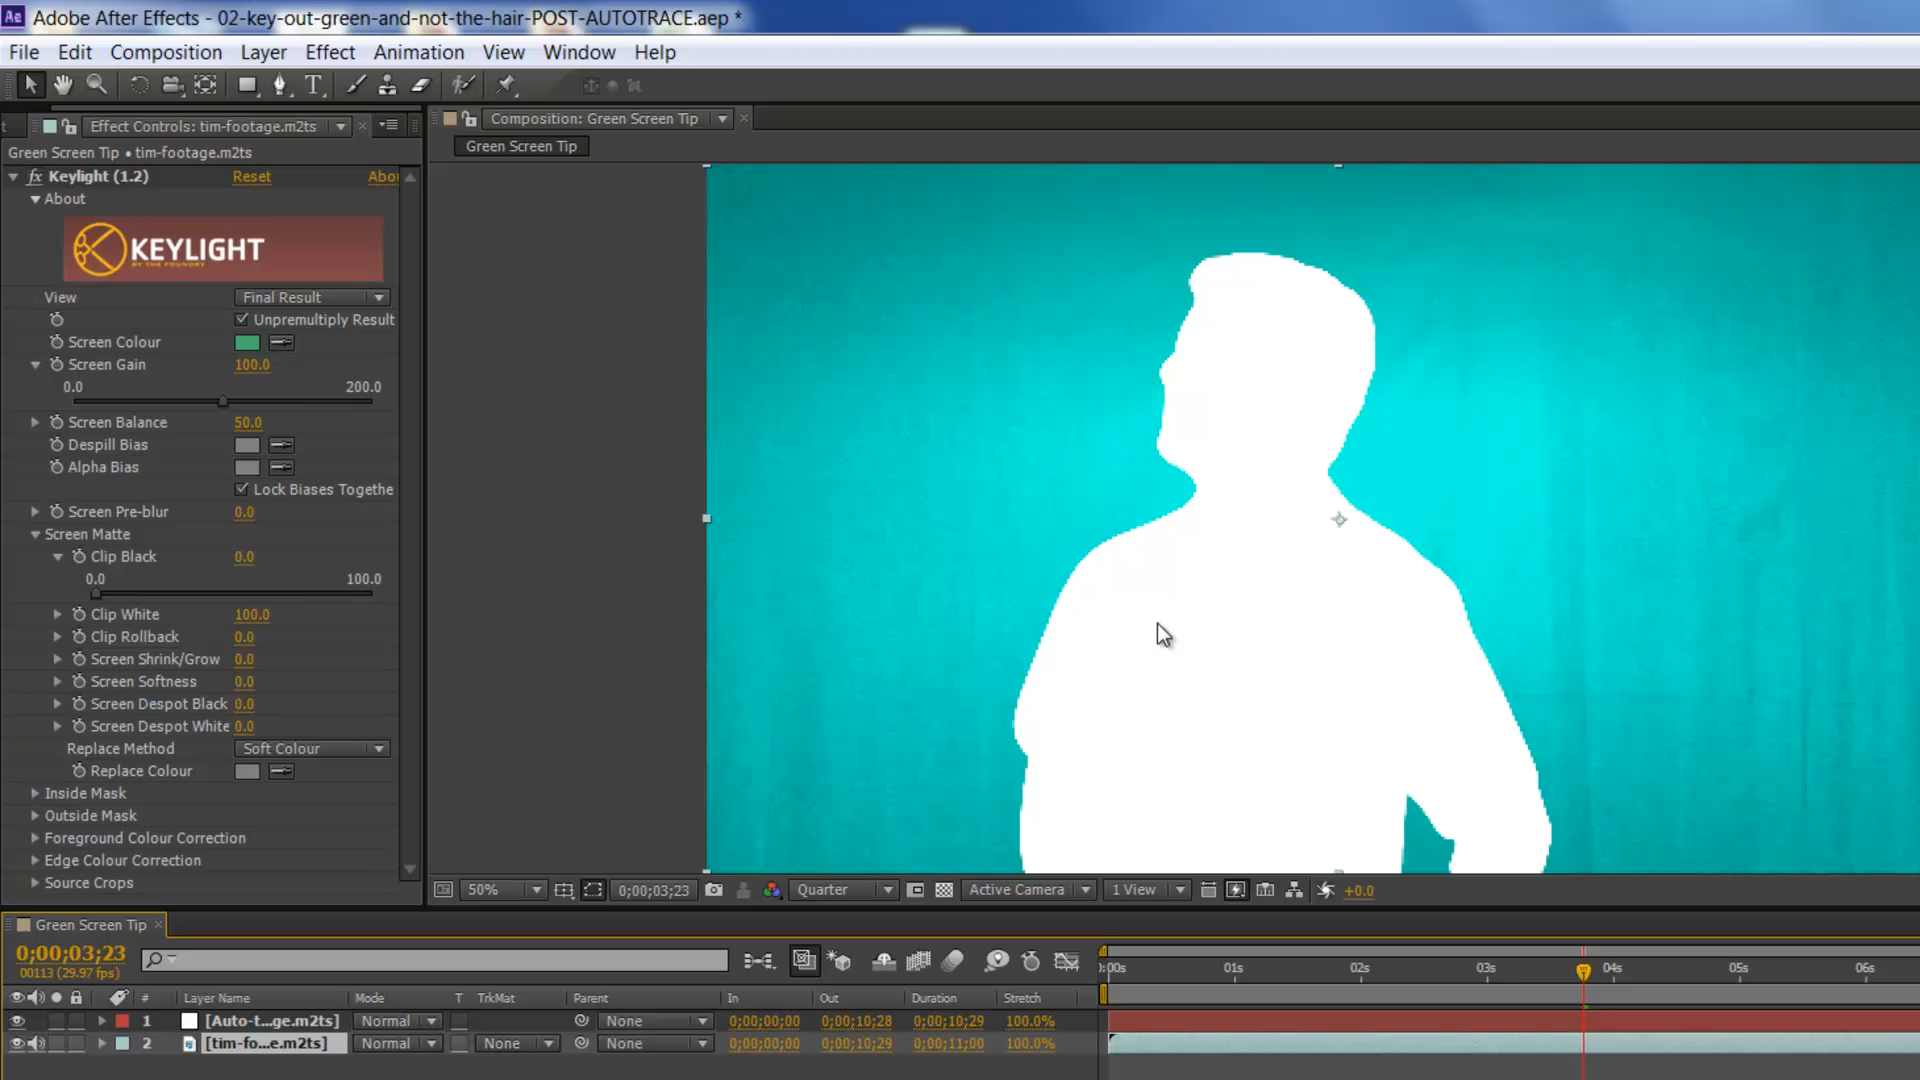 Ae Adobe After Effects - 02-key-out-green-and-not-the-hair-POST-AUTOTRACE.aep *
File Edit Composition Layer Effect Animation View Window Help
Effect Controls: tim-footage.m2ts
Composition: Green Screen Tip
Green Screen Tip
Green Screen Tip • tim-footage.m2ts
fx Keylight (1.2) Reset Abou
About
KEYLIGHT
BY THE FOUNDRY
View Final Result
Unpremultiply Result
Screen Colour
Screen Gain 100.0
0.0 200.0
Screen Balance 50.0
Despill Bias
Alpha Bias
Lock Biases Togethe
Screen Pre-blur 0.0
Screen Matte
Clip Black 0.0
0.0 100.0
Clip White 100.0
Clip Rollback 0.0
Screen Shrink/Grow 0.0
Screen Softness 0.0
Screen Despot Black 0.0
Screen Despot White 0.0
Replace Method Soft Colour
Replace Colour
Inside Mask
Outside Mask
Foreground Colour Correction
Edge Colour Correction
Source Crops
50% 0;00;03;23 Quarter Active Camera 1 View +0.0
Green Screen Tip
0;00;03;23
00113 (29.97 fps)
0:00s 01s 02s 03s 04s 05s 06s
# Layer Name Mode T TrkMat Parent In Out Duration Stretch
1 [Auto-t...ge.m2ts] Normal None 0;00;00;00 0;00;10;28 0;00;10;29 100.0%
2 [tim-fo...e.m2ts] Normal None None 0;00;00;00 0;00;10;29 0;00;11;00 100.0%